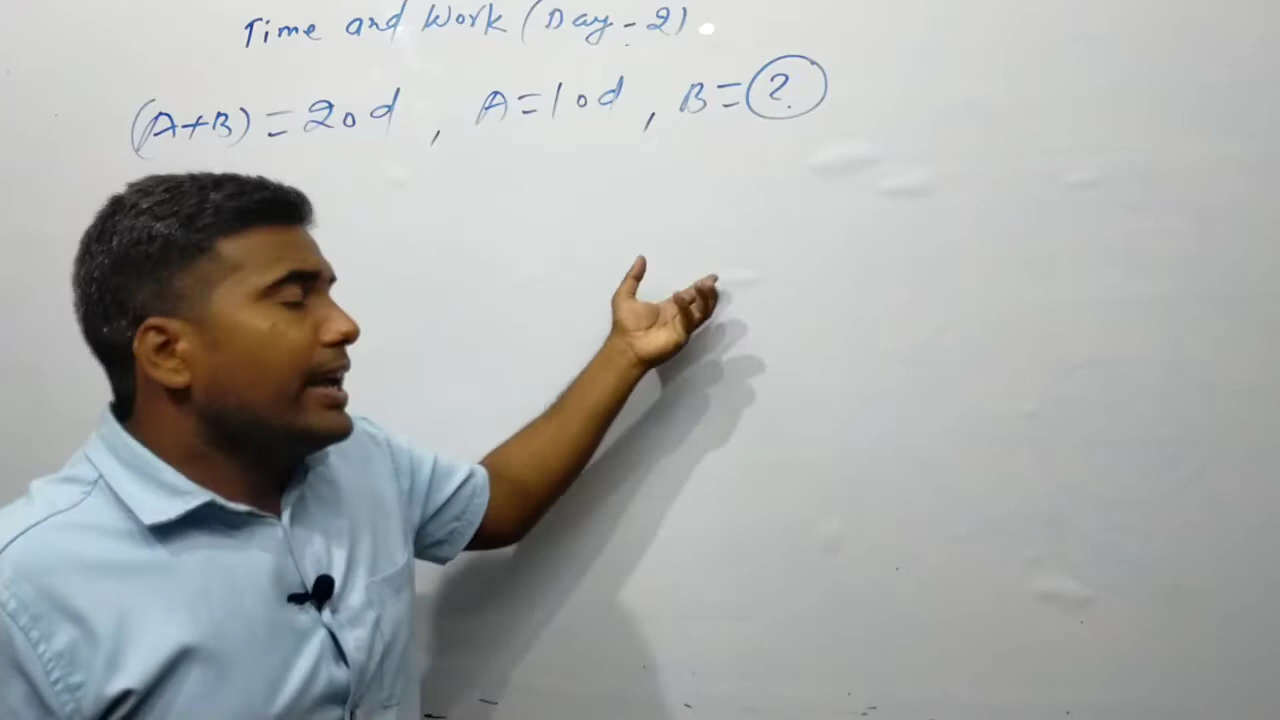 Time and Work (Day-2).
(A+B) = 20d, A=10d, B=?